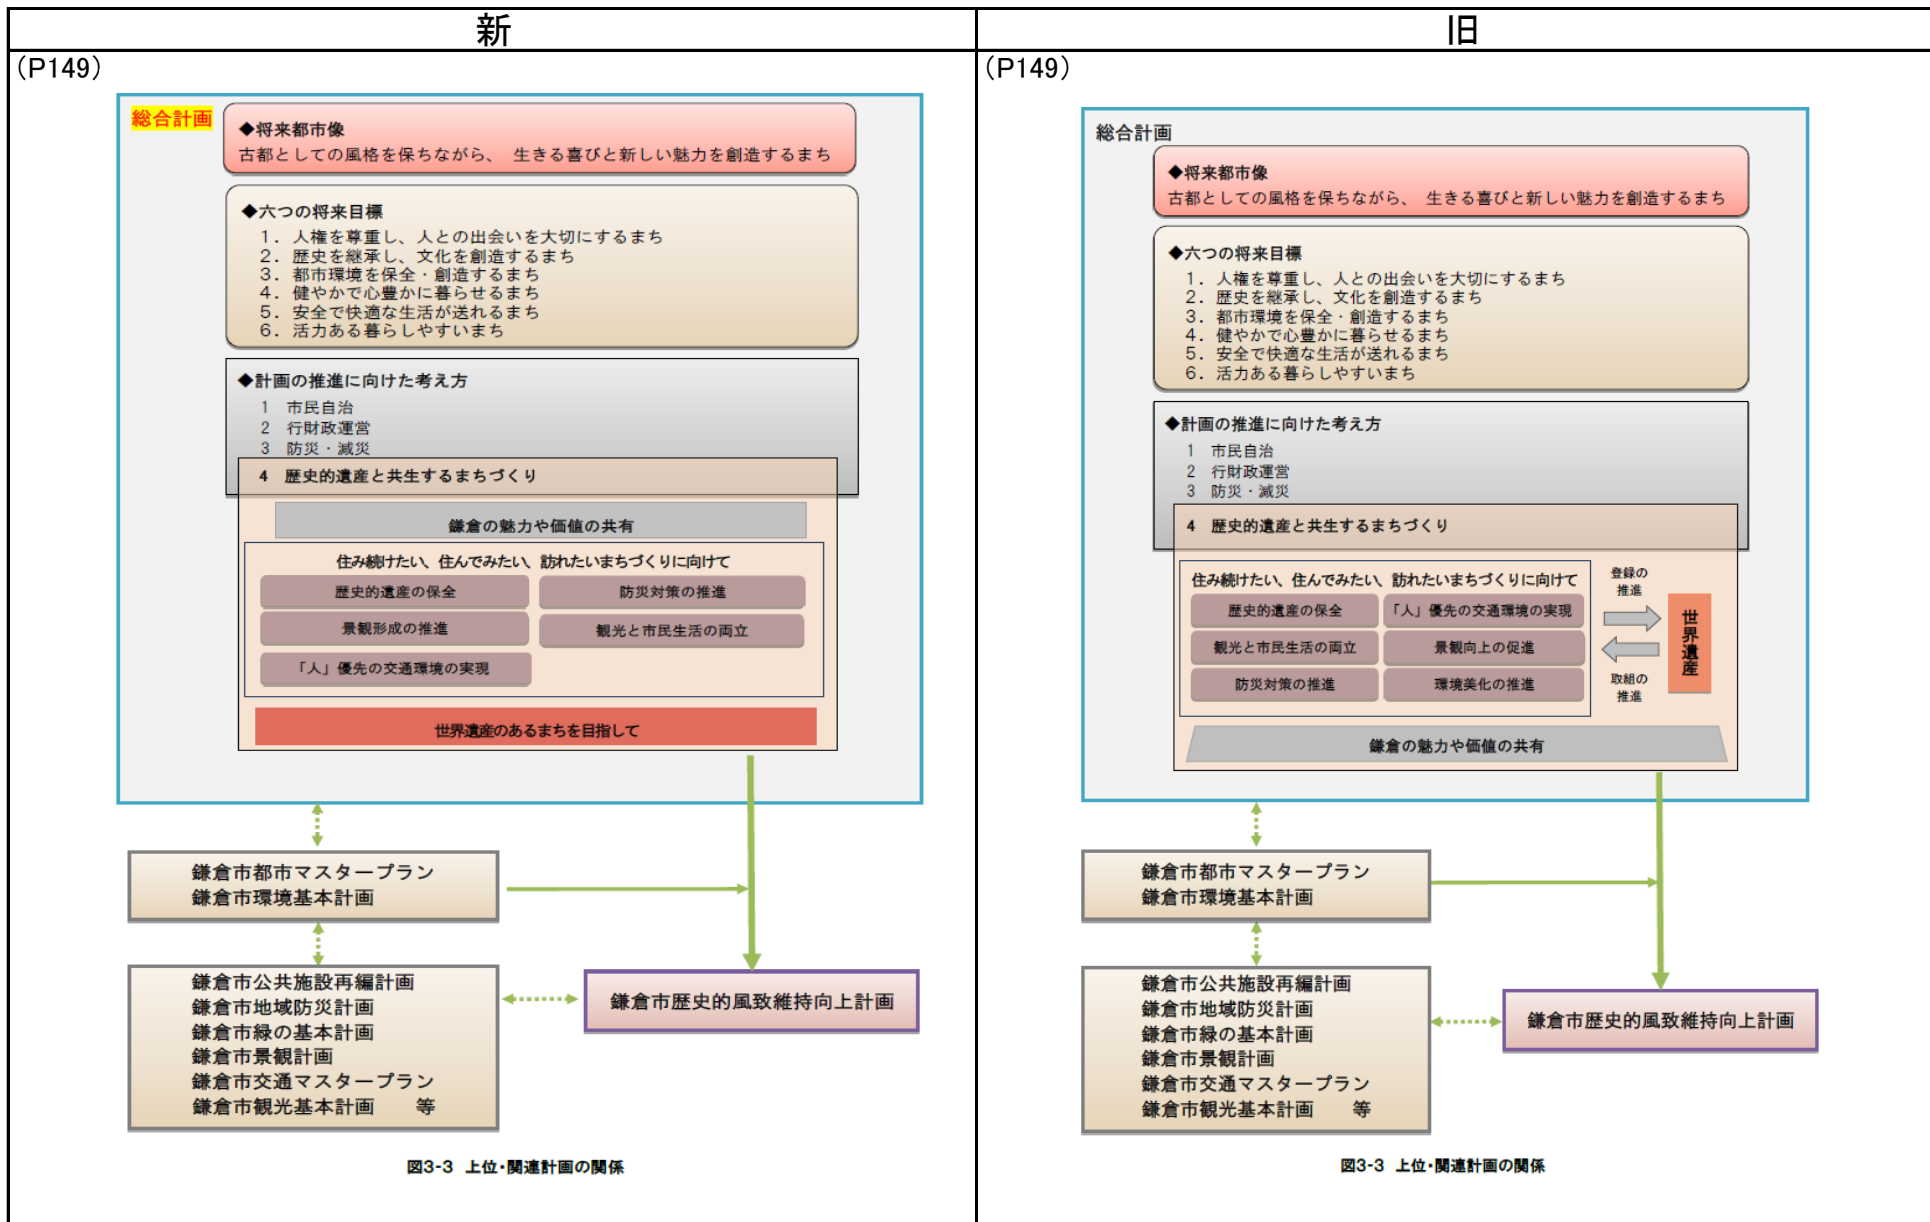 新
(P149)
総合計画
◆将来都市像
古都としての風格を保ちながら、 生きる喜びと新しい魅力を創造するまち
◆六つの将来目標
1．人権を尊重し、人との出会いを大切にするまち
2．歴史を継承し、文化を創造するまち
3．都市環境を保全・創造するまち
4．健やかで心豊かに暮らせるまち
5．安全で快適な生活が送れるまち
6．活力ある暮らしやすいまち
◆計画の推進に向けた考え方
1 市民自治
2 行財政運営
3 防災・減災
4 歴史的遺産と共生するまちづくり
鎌倉の魅力や価値の共有
住み続けたい、住んでみたい、訪れたいまちづくりに向けて
歴史的遺産の保全
防災対策の推進
景観形成の推進
観光と市民生活の両立
「人」優先の交通環境の実現
世界遺産のあるまちを目指して
鎌倉市都市マスタープラン
鎌倉市環境基本計画
鎌倉市公共施設再編計画
鎌倉市地域防災計画
鎌倉市緑の基本計画
鎌倉市景観計画
鎌倉市交通マスタープラン
鎌倉市観光基本計画 等
鎌倉市歴史的風致維持向上計画
図3-3 上位・関連計画の関係
旧
(P149)
総合計画
◆将来都市像
古都としての風格を保ちながら、 生きる喜びと新しい魅力を創造するまち
◆六つの将来目標
1．人権を尊重し、人との出会いを大切にするまち
2．歴史を継承し、文化を創造するまち
3．都市環境を保全・創造するまち
4．健やかで心豊かに暮らせるまち
5．安全で快適な生活が送れるまち
6．活力ある暮らしやすいまち
◆計画の推進に向けた考え方
1 市民自治
2 行財政運営
3 防災・減災
4 歴史的遺産と共生するまちづくり
住み続けたい、住んでみたい、訪れたいまちづくりに向けて
歴史的遺産の保全
「人」優先の交通環境の実現
観光と市民生活の両立
景観向上の促進
防災対策の推進
環境美化の推進
登録の
推進
取組の
推進
世界遺産
鎌倉の魅力や価値の共有
鎌倉市都市マスタープラン
鎌倉市環境基本計画
鎌倉市公共施設再編計画
鎌倉市地域防災計画
鎌倉市緑の基本計画
鎌倉市景観計画
鎌倉市交通マスタープラン
鎌倉市観光基本計画 等
鎌倉市歴史的風致維持向上計画
図3-3 上位・関連計画の関係